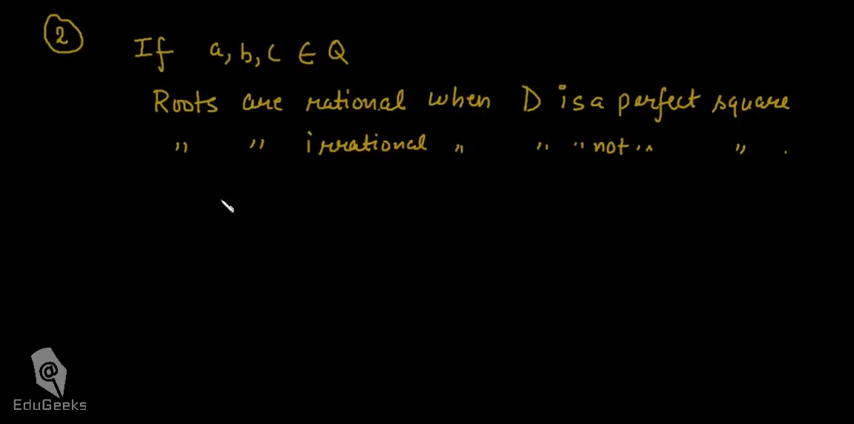 2 If a, b, c ∈ Q
Roots are rational when D is a perfect square
" " irrational " " " not " " .
@
EduGeeks